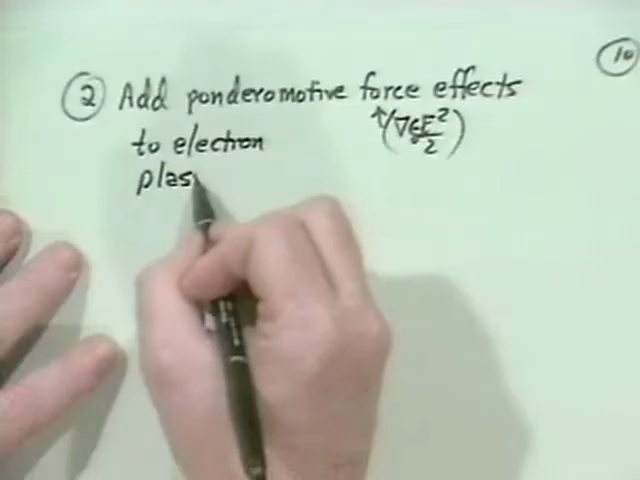 10
② Add ponderomotive force effects
(∇ε₀E²/2)
to electron
plas